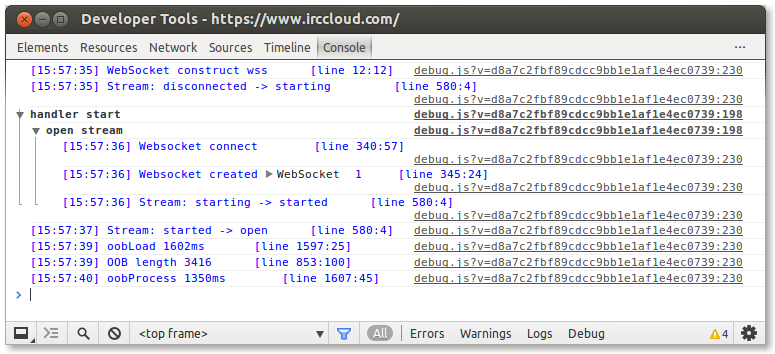 Developer Tools - https://www.irccloud.com/
Elements Resources Network Sources Timeline Console ...
[15:57:35] WebSocket construct wss [line 12:12] debug.js?v=d8a7c2fbf89cdcc9bb1e1af1e4ec0739:230
[15:57:35] Stream: disconnected -> starting [line 580:4]
debug.js?v=d8a7c2fbf89cdcc9bb1e1af1e4ec0739:230
handler start debug.js?v=d8a7c2fbf89cdcc9bb1e1af1e4ec0739:198
open stream debug.js?v=d8a7c2fbf89cdcc9bb1e1af1e4ec0739:198
[15:57:36] Websocket connect [line 340:57]
debug.js?v=d8a7c2fbf89cdcc9bb1e1af1e4ec0739:230
[15:57:36] Websocket created WebSocket 1 [line 345:24]
debug.js?v=d8a7c2fbf89cdcc9bb1e1af1e4ec0739:230
[15:57:36] Stream: starting -> started [line 580:4]
debug.js?v=d8a7c2fbf89cdcc9bb1e1af1e4ec0739:230
[15:57:37] Stream: started -> open [line 580:4] debug.js?v=d8a7c2fbf89cdcc9bb1e1af1e4ec0739:230
[15:57:39] oobLoad 1602ms [line 1597:25] debug.js?v=d8a7c2fbf89cdcc9bb1e1af1e4ec0739:230
[15:57:39] OOB length 3416 [line 853:100] debug.js?v=d8a7c2fbf89cdcc9bb1e1af1e4ec0739:230
[15:57:40] oobProcess 1350ms [line 1607:45] debug.js?v=d8a7c2fbf89cdcc9bb1e1af1e4ec0739:230
<top frame> All Errors Warnings Logs Debug 4